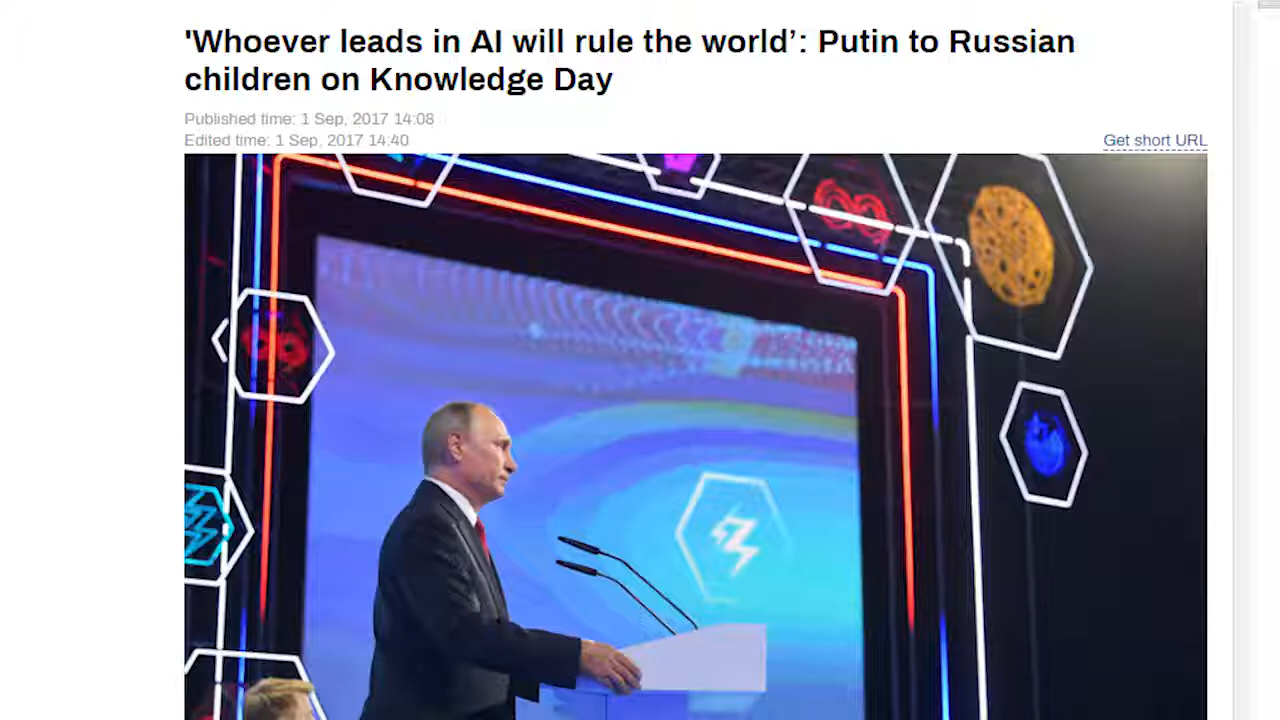 'Whoever leads in AI will rule the world’: Putin to Russian
children on Knowledge Day
Published time: 1 Sep, 2017 14:08
Edited time: 1 Sep, 2017 14:40
Get short URL